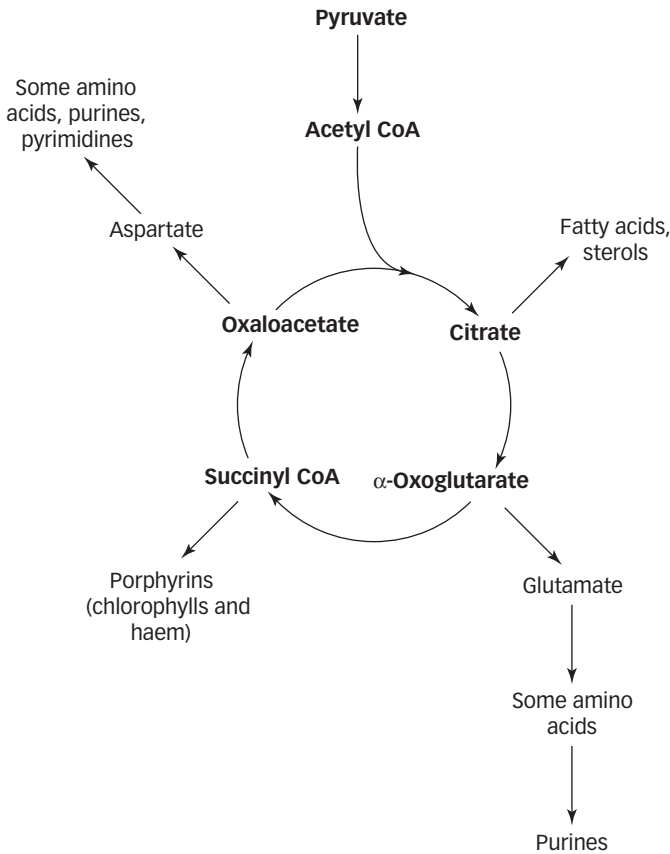 Pyruvate
Some amino
acids, purines,
pyrimidines
Acetyl CoA
Aspartate
Fatty acids,
sterols
Oxaloacetate
Citrate
Succinyl CoA
α-Oxoglutarate
Porphyrins
(chlorophylls and
haem)
Glutamate
Some amino
acids
Purines